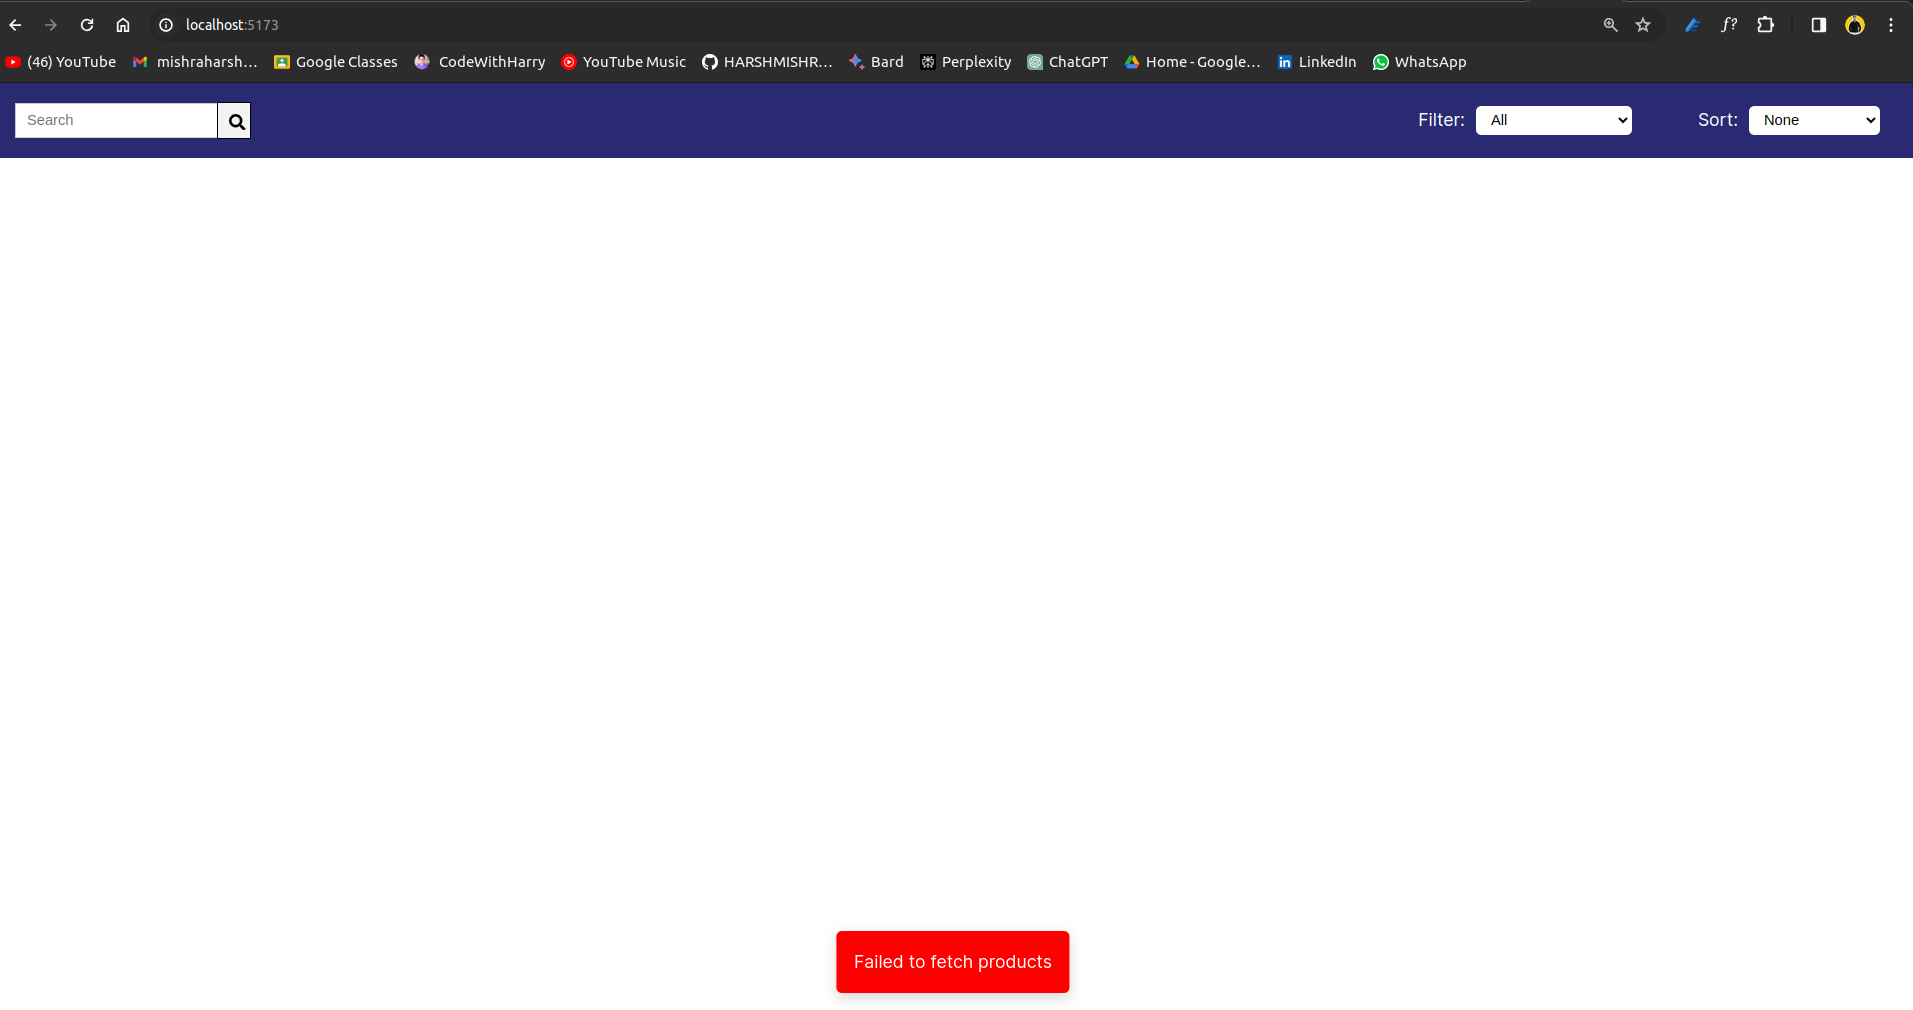 localhost:5173
(46) YouTube mishraharsh... Google Classes CodeWithHarry YouTube Music HARSHMISHR... Bard Perplexity ChatGPT Home - Google... LinkedIn WhatsApp
Search Filter: All Sort: None
Failed to fetch products